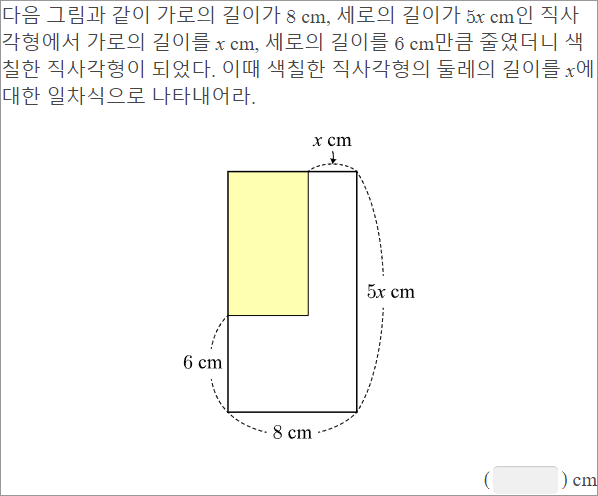 다음 그림과 같이 가로의 길이가 8 cm, 세로의 길이가 5x cm인 직사
각형에서 가로의 길이를 x cm, 세로의 길이를 6 cm만큼 줄였더니 색
칠한 직사각형이 되었다. 이때 색칠한 직사각형의 둘레의 길이를 x에
대한 일차식으로 나타내어라.
x cm
5x cm
6 cm
8 cm
( ) cm